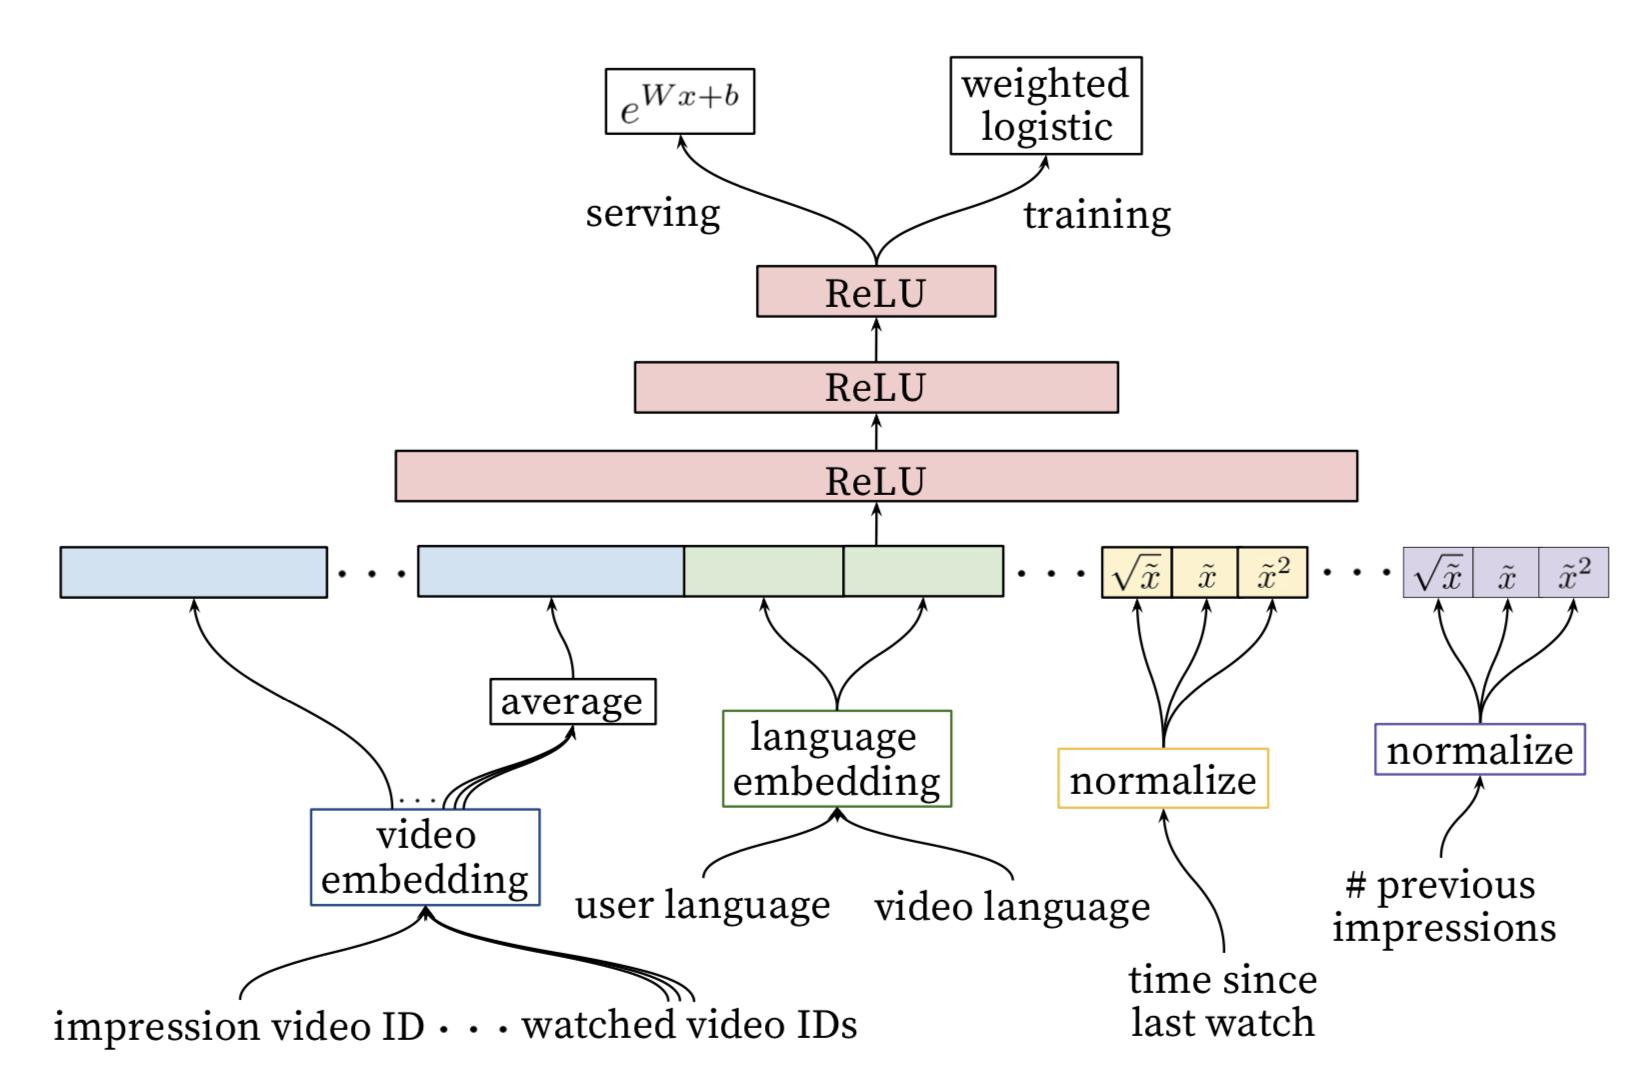 $e^{Wx+b}$
weighted
logistic
serving
training
ReLU
ReLU
ReLU
. . .
. . .
$\sqrt{\tilde{x}}$ $\tilde{x}$ $\tilde{x}^2$
. . .
$\sqrt{\tilde{x}}$ $\tilde{x}$ $\tilde{x}^2$
average
language
embedding
normalize
normalize
. . . .
video
embedding
user language
video language
# previous
impressions
time since
last watch
impression video ID . . . watched video IDs